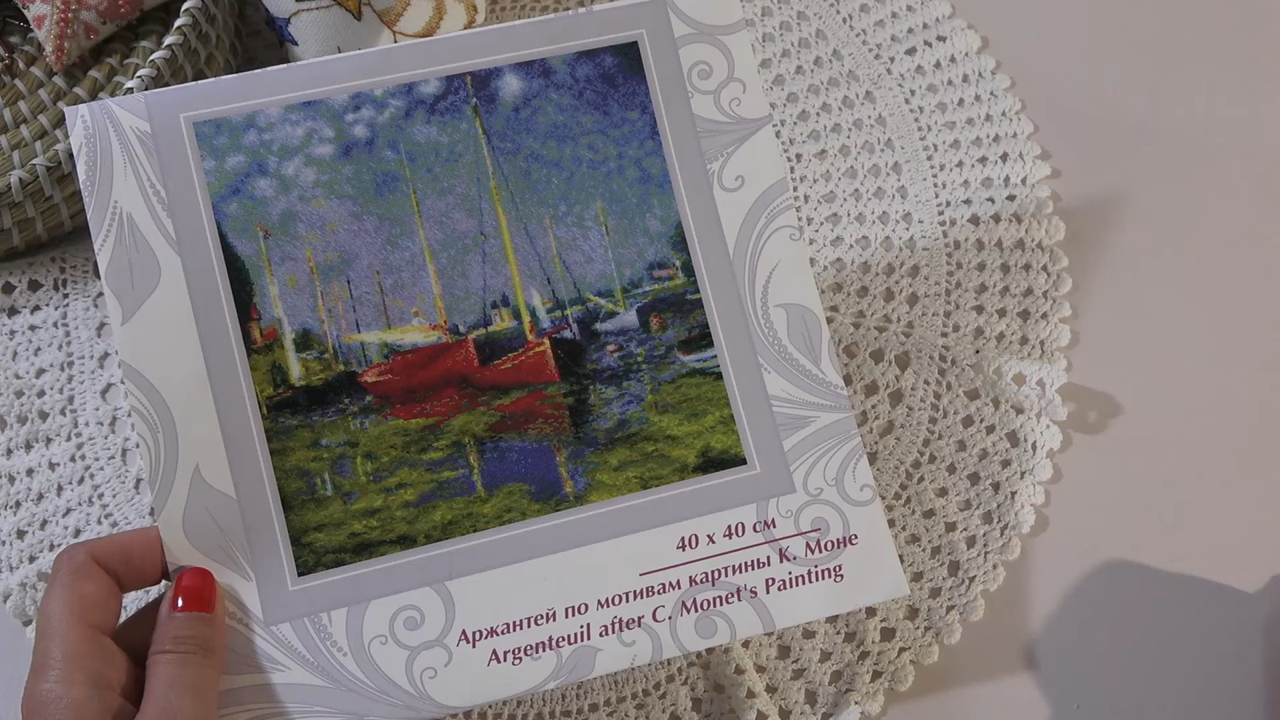 40 x 40 см
Аржантей по мотивам картины К. Моне
Argenteuil after C. Monet's Painting